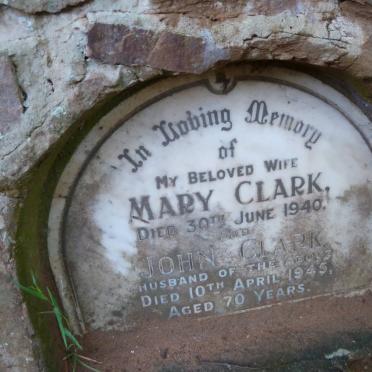 In Loving Memory
of
MY BELOVED WIFE
MARY CLARK,
DIED 30TH JUNE 1940.
AND
JOHN CLARK
HUSBAND OF THE ABOVE
DIED 10TH APRIL 1945,
AGED 70 YEARS.